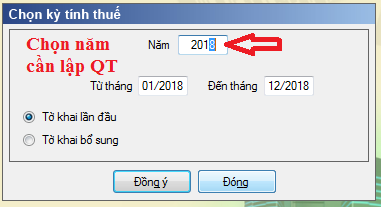 Chọn kỳ tính thuế
Chọn năm
cần lập QT
Năm 2018
Từ tháng 01/2018 Đến tháng 12/2018
Tờ khai lần đầu
Tờ khai bổ sung
Đồng ý Đóng